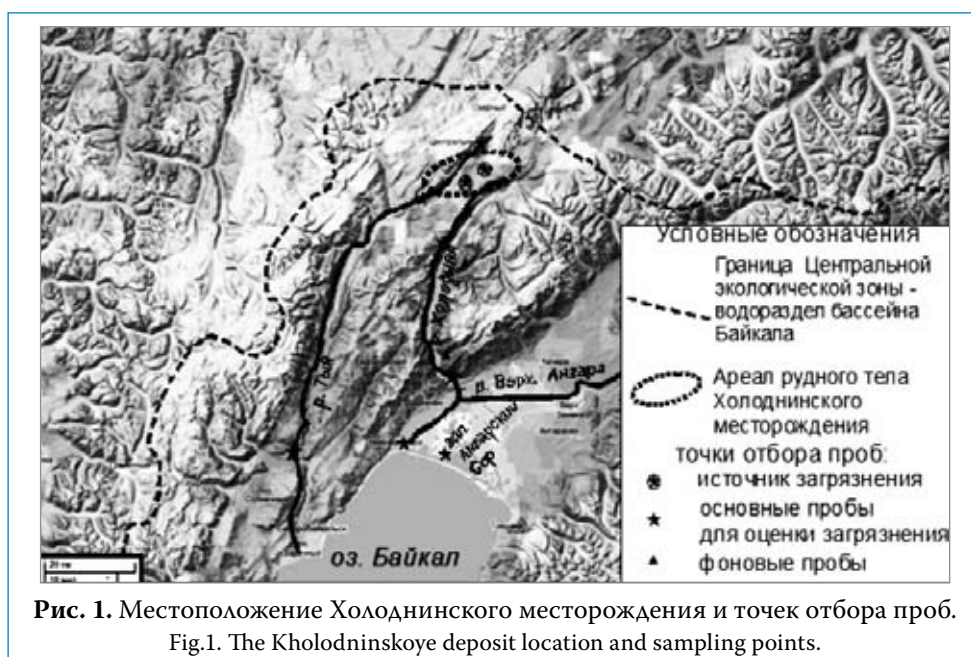 р. Тыя
р. Верх. Ангара
зал.
Ангарский
Сор
оз. Байкал
Условные обозначения
Граница Центральной
экологической зоны -
водораздел бассейна
Байкала
Ареал рудного тела
Холоднинского
месторождения
точки отбора проб:
источник загрязнения
основные пробы
для оценки загрязнения
фоновые пробы
Рис. 1. Местоположение Холоднинского месторождения и точек отбора проб.
Fig.1. The Kholodninskoye deposit location and sampling points.